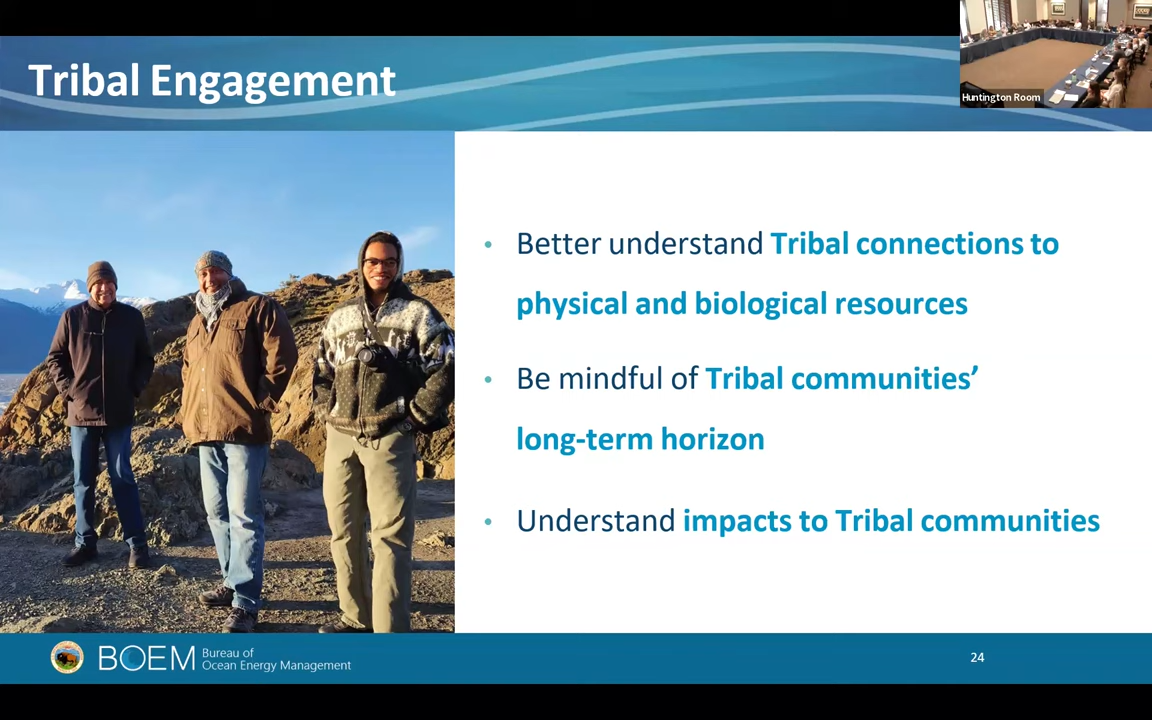 Tribal Engagement
Huntington Room
• Better understand Tribal connections to
physical and biological resources
• Be mindful of Tribal communities’
long-term horizon
• Understand impacts to Tribal communities
BOEM
Bureau of
Ocean Energy Management
24